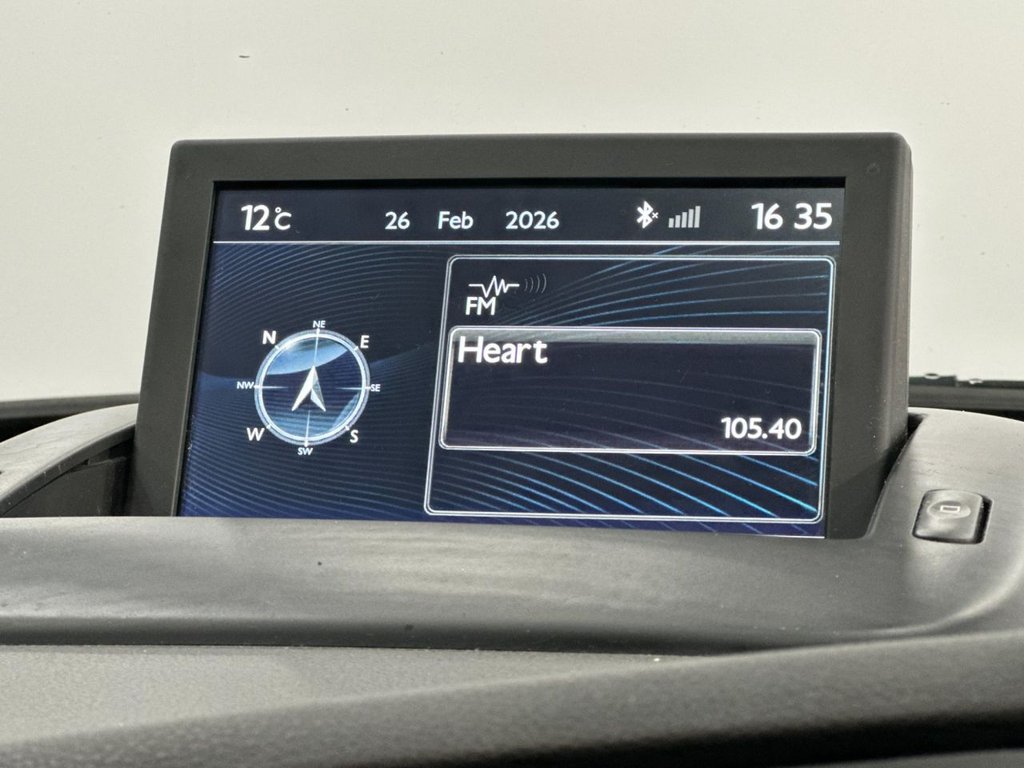 12°C 26 Feb 2026 16 35
FM
Heart
105.40
NE
N E
NW SE
W S
SW